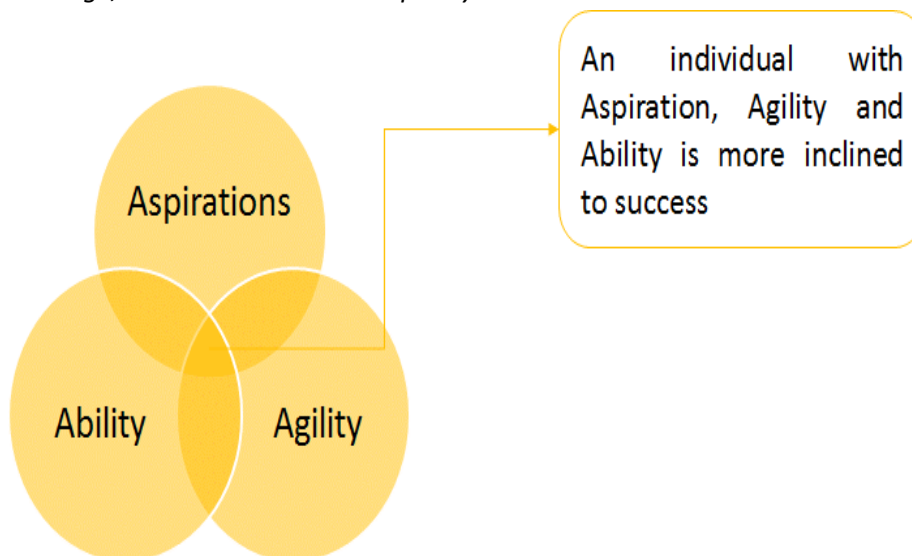 An individual with
Aspiration, Agility and
Ability is more inclined
to success
Aspirations
Ability
Agility